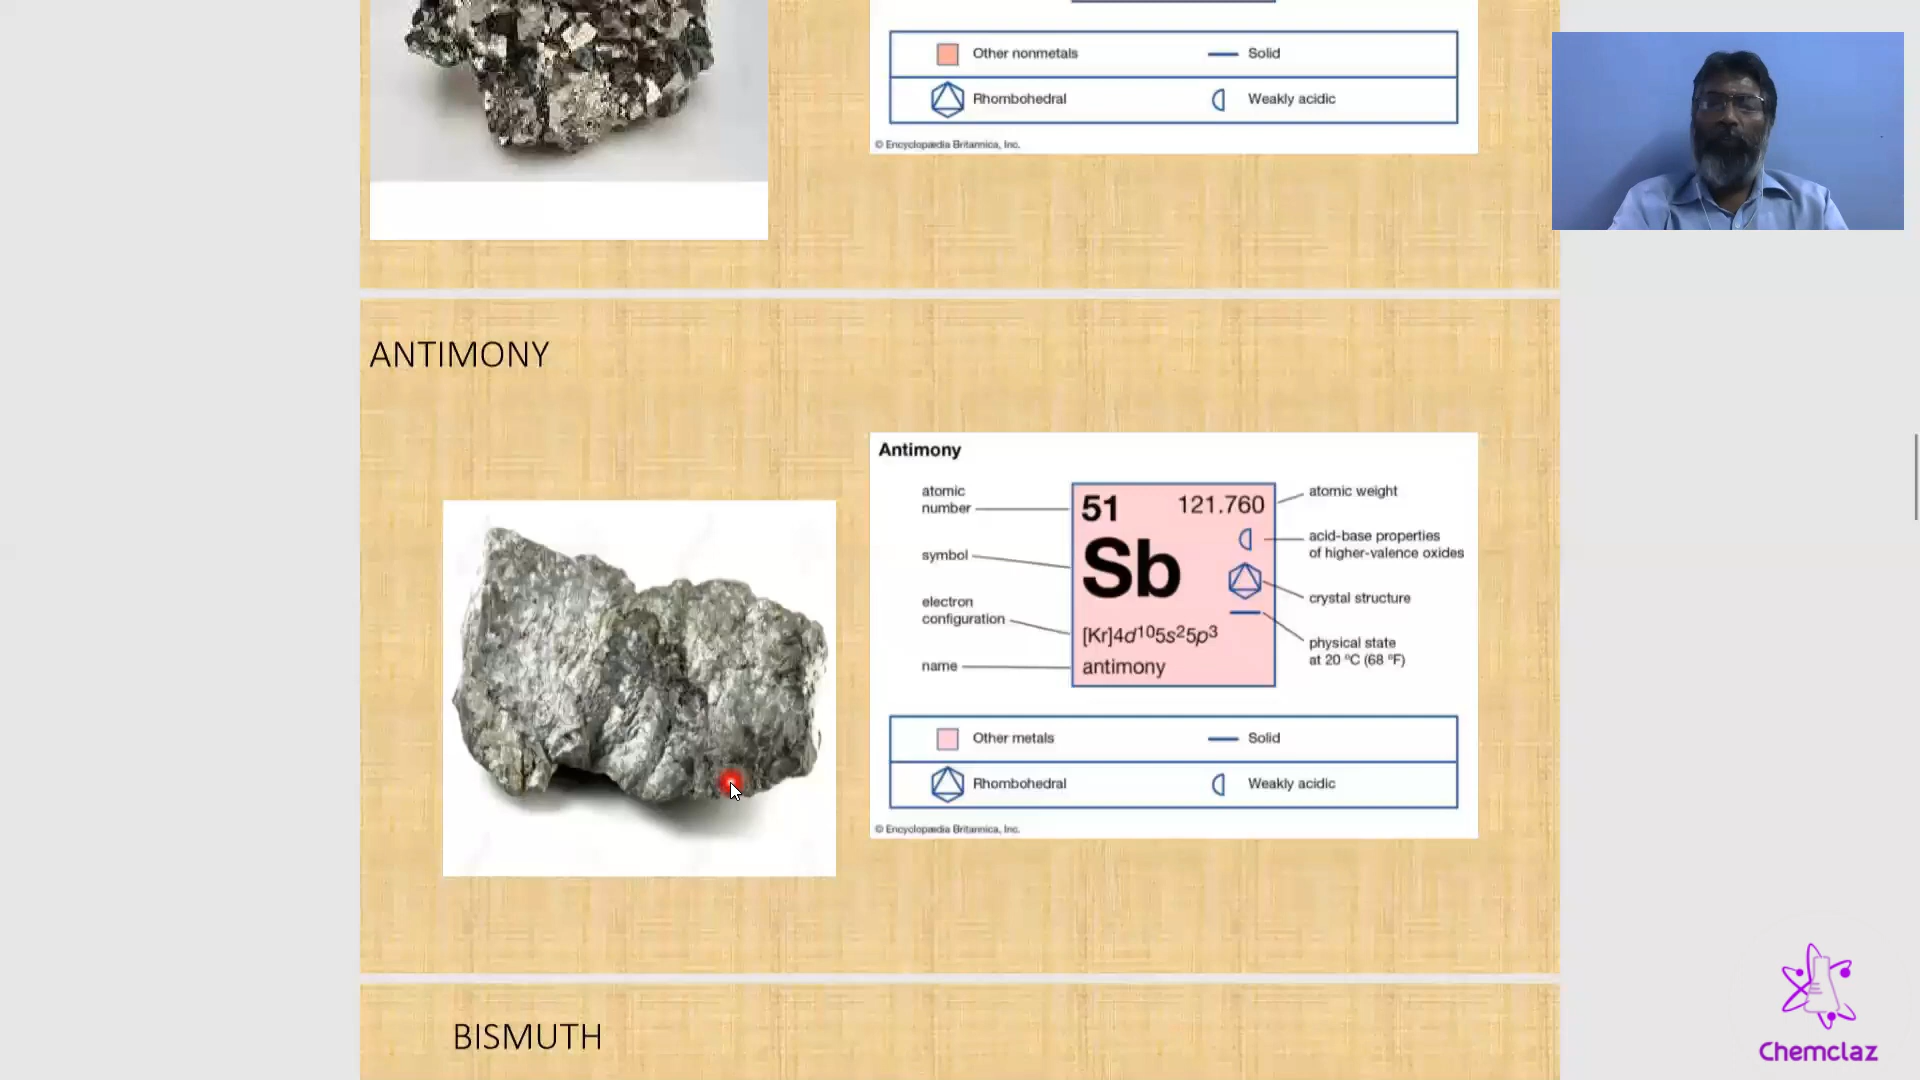 Other nonmetals
Solid
Rhombohedral
Weakly acidic
© Encyclopædia Britannica, Inc.
ANTIMONY
Antimony
atomic
number
51
121.760
atomic weight
symbol
Sb
acid-base properties
of higher-valence oxides
electron
configuration
[Kr]4d¹⁰5s²5p³
crystal structure
name
antimony
physical state
at 20 °C (68 °F)
Other metals
Solid
Rhombohedral
Weakly acidic
© Encyclopædia Britannica, Inc.
BISMUTH
Chemclaz